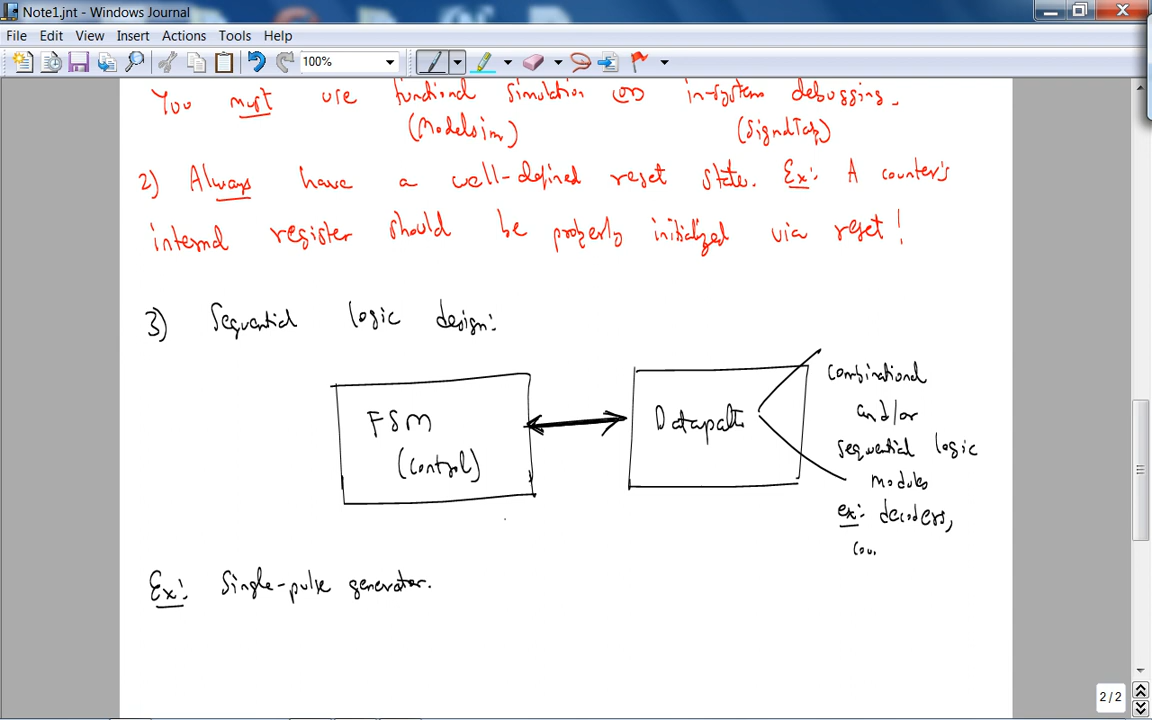 Note1.jnt - Windows Journal
File Edit View Insert Actions Tools Help
100%
You must use functional simulation and in-system debugging.
(ModelSim) (SignalTap)
2) Always have a well-defined reset state. Ex: A counter's
internal register should be properly initialized via reset!
3) Sequential logic design:
FSM
(control)
Datapath
combinational
and/or
sequential logic
modules
ex: decoders,
cou
Ex: Single-pulse generator.
2 / 2